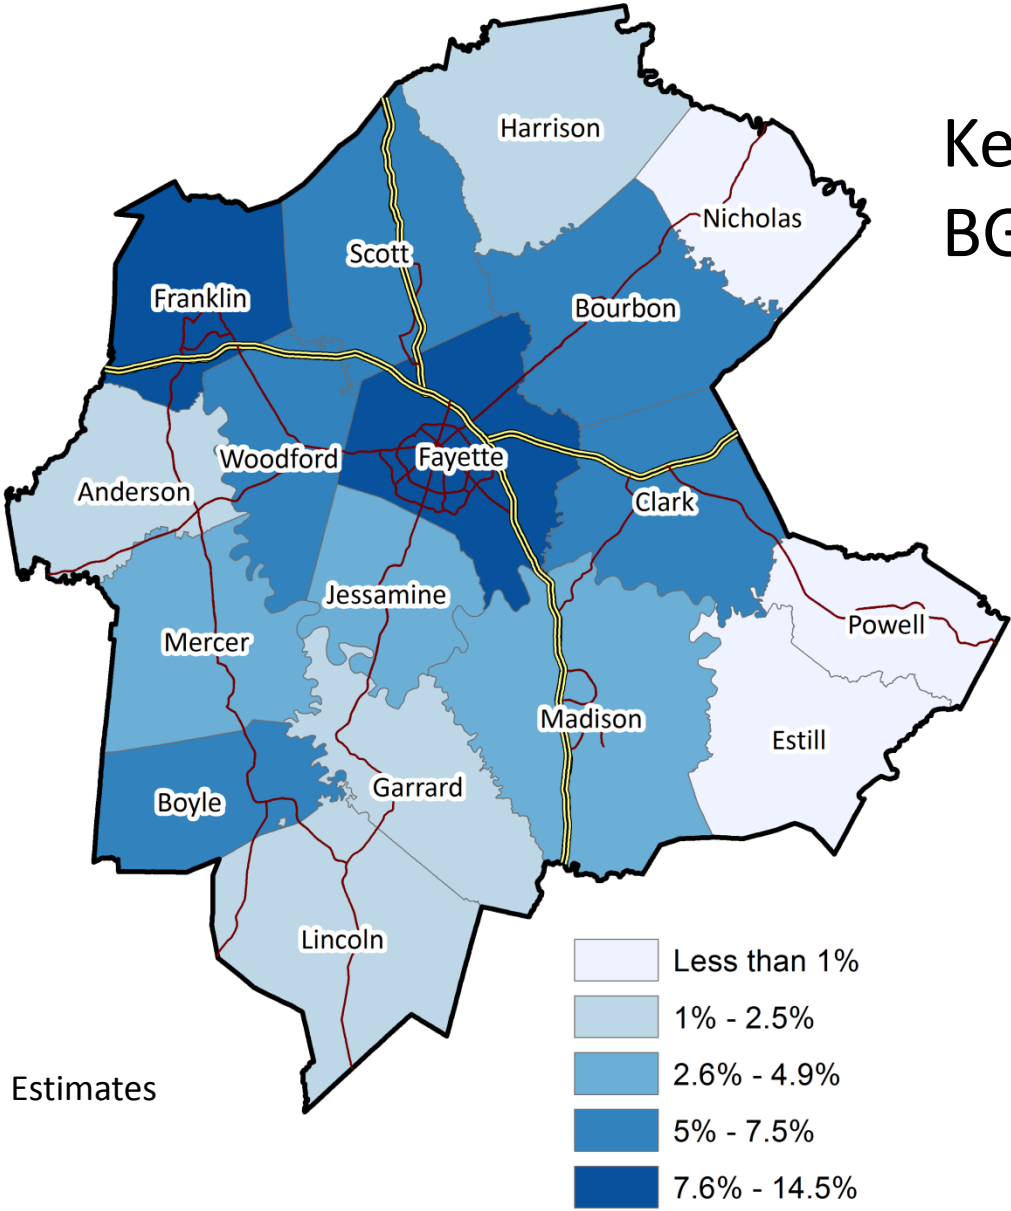 Harrison
Ke
Nicholas
BG
Scott
Franklin
Bourbon
Woodford
Fayette
Anderson
Clark
Jessamine
Powell
Mercer
Madison
Estill
Garrard
Boyle
Lincoln
Less than 1%
1% - 2.5%
2.6% - 4.9%
5% - 7.5%
7.6% - 14.5%
Estimates